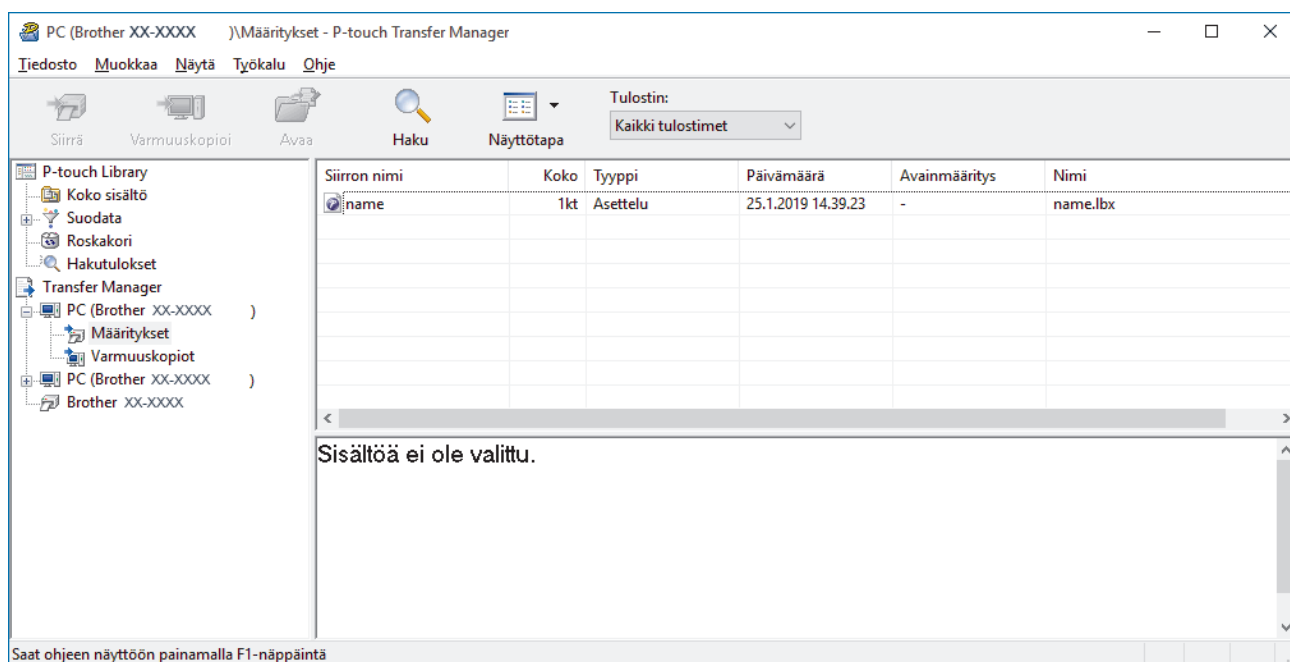 PC (Brother XX-XXXX )\Määritykset - P-touch Transfer Manager
Tiedosto Muokkaa Näytä Työkalu Ohje
Siirrä Varmuuskopioi Avaa Haku Näyttötapa
Tulostin:
Kaikki tulostimet
P-touch Library
Koko sisältö
Suodata
Roskakori
Hakutulokset
Transfer Manager
PC (Brother XX-XXXX )
Määritykset
Varmuuskopiot
PC (Brother XX-XXXX )
Brother XX-XXXX
Siirron nimi Koko Tyyppi Päivämäärä Avainmääritys Nimi
name 1kt Asettelu 25.1.2019 14.39.23 - name.lbx
Sisältöä ei ole valittu.
Saat ohjeen näyttöön painamalla F1-näppäintä